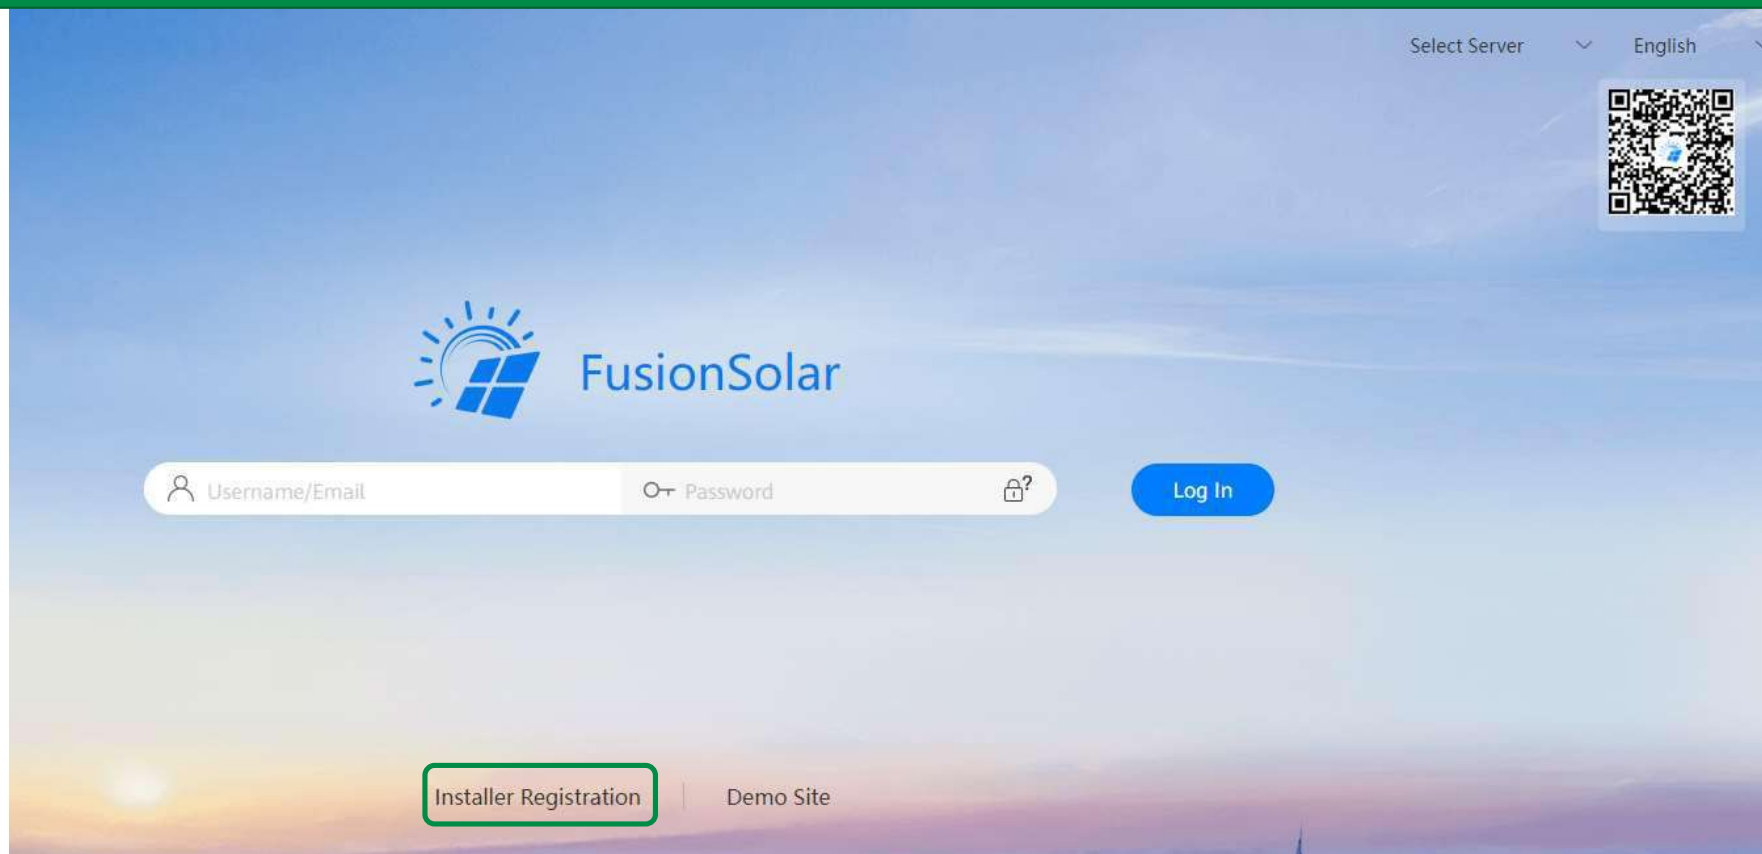 Select Server English
FusionSolar
Username/Email Password ?
Log In
Installer Registration Demo Site